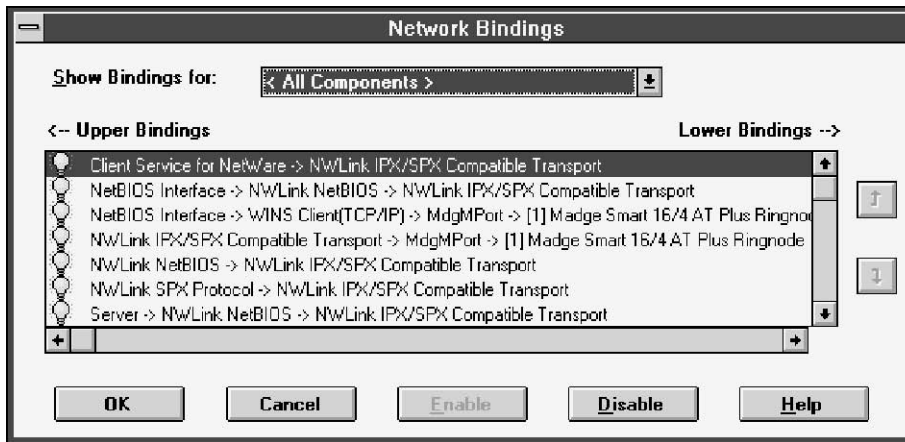 Network Bindings
Show Bindings for:
< All Components >
<-- Upper Bindings
Lower Bindings -->
Client Service for NetWare -> NWLink IPX/SPX Compatible Transport
NetBIOS Interface -> NWLink NetBIOS -> NWLink IPX/SPX Compatible Transport
NetBIOS Interface -> WINS Client(TCP/IP) -> MdgMPort -> [1] Madge Smart 16/4 AT Plus Ringno
NWLink IPX/SPX Compatible Transport -> MdgMPort -> [1] Madge Smart 16/4 AT Plus Ringnode
NWLink NetBIOS -> NWLink IPX/SPX Compatible Transport
NWLink SPX Protocol -> NWLink IPX/SPX Compatible Transport
Server -> NWLink NetBIOS -> NWLink IPX/SPX Compatible Transport
OK
Cancel
Enable
Disable
Help